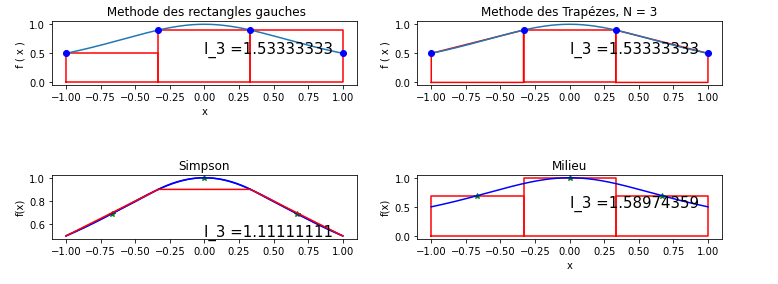 Methode des rectangles gauches
f ( x )
1.0
0.5
0.0
I_3 =1.53333333
−1.00 −0.75 −0.50 −0.25 0.00 0.25 0.50 0.75 1.00
x
Methode des Trapézes, N = 3
f ( x )
1.0
0.5
0.0
I_3 =1.53333333
−1.00 −0.75 −0.50 −0.25 0.00 0.25 0.50 0.75 1.00
Simpson
f(x)
1.0
0.8
0.6
I_3 =1.11111111
−1.00 −0.75 −0.50 −0.25 0.00 0.25 0.50 0.75 1.00
Milieu
f(x)
1.0
0.5
0.0
I_3 =1.58974359
−1.00 −0.75 −0.50 −0.25 0.00 0.25 0.50 0.75 1.00
x